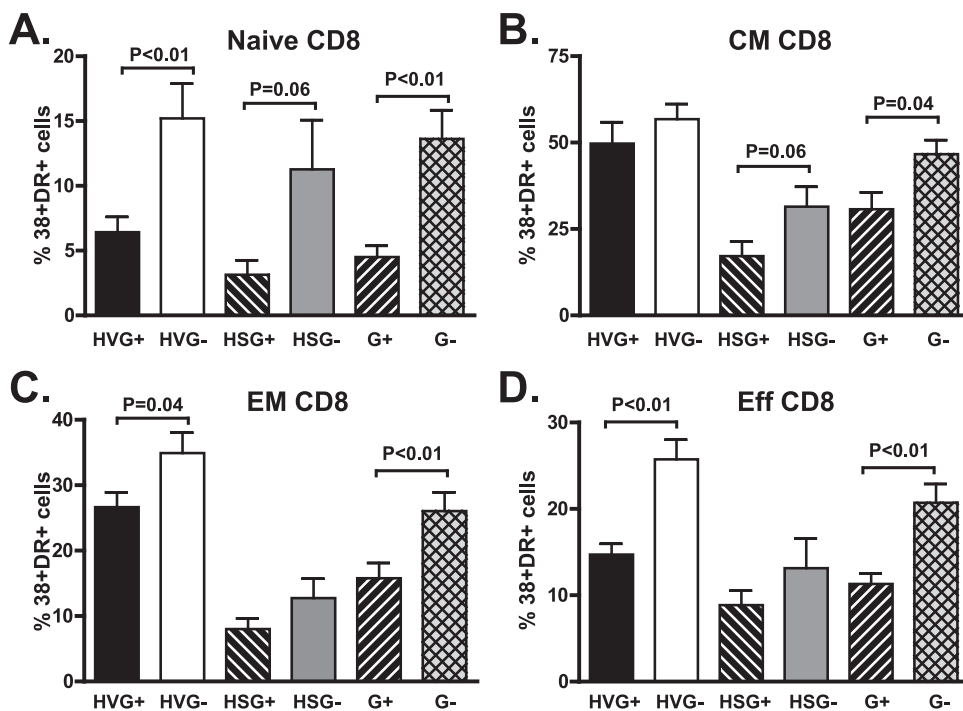 A.
Naive CD8
% 38+DR+ cells
20
15
10
5
0
P<0.01
P=0.06
P<0.01
HVG+ HVG- HSG+ HSG- G+ G-
B.
CM CD8
% 38+DR+ cells
75
50
25
0
P=0.06
P=0.04
HVG+ HVG- HSG+ HSG- G+ G-
C.
EM CD8
% 38+DR+ cells
40
30
20
10
0
P=0.04
P<0.01
HVG+ HVG- HSG+ HSG- G+ G-
D.
Eff CD8
% 38+DR+ cells
30
20
10
0
P<0.01
P<0.01
HVG+ HVG- HSG+ HSG- G+ G-